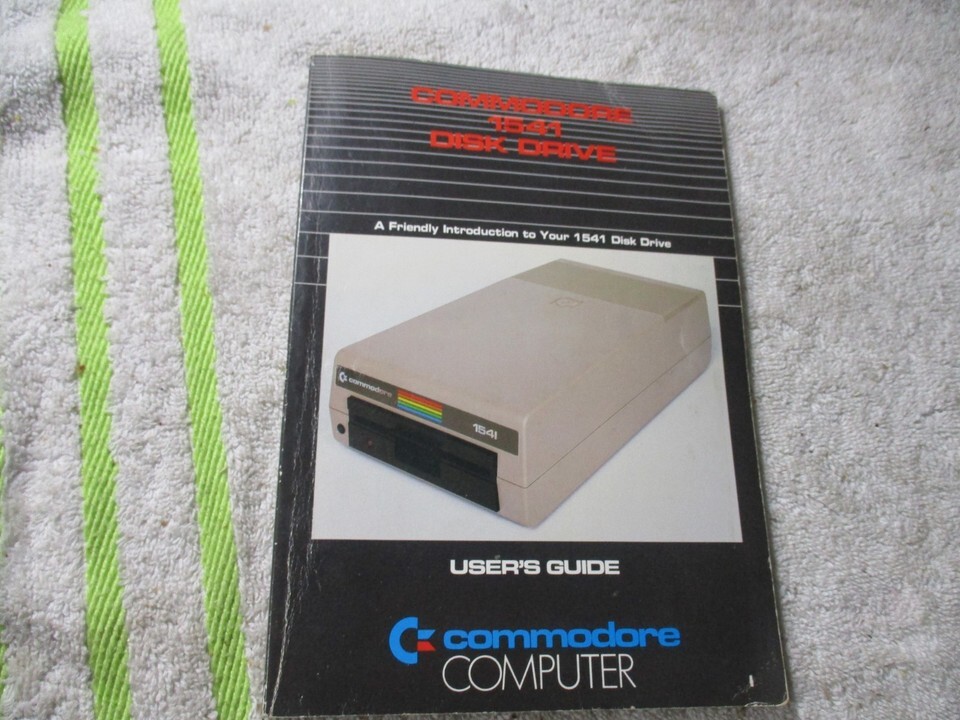 COMMODORE
1541
DISK DRIVE
A Friendly Introduction to Your 1541 Disk Drive
commodore
1541
USER'S GUIDE
commodore
COMPUTER